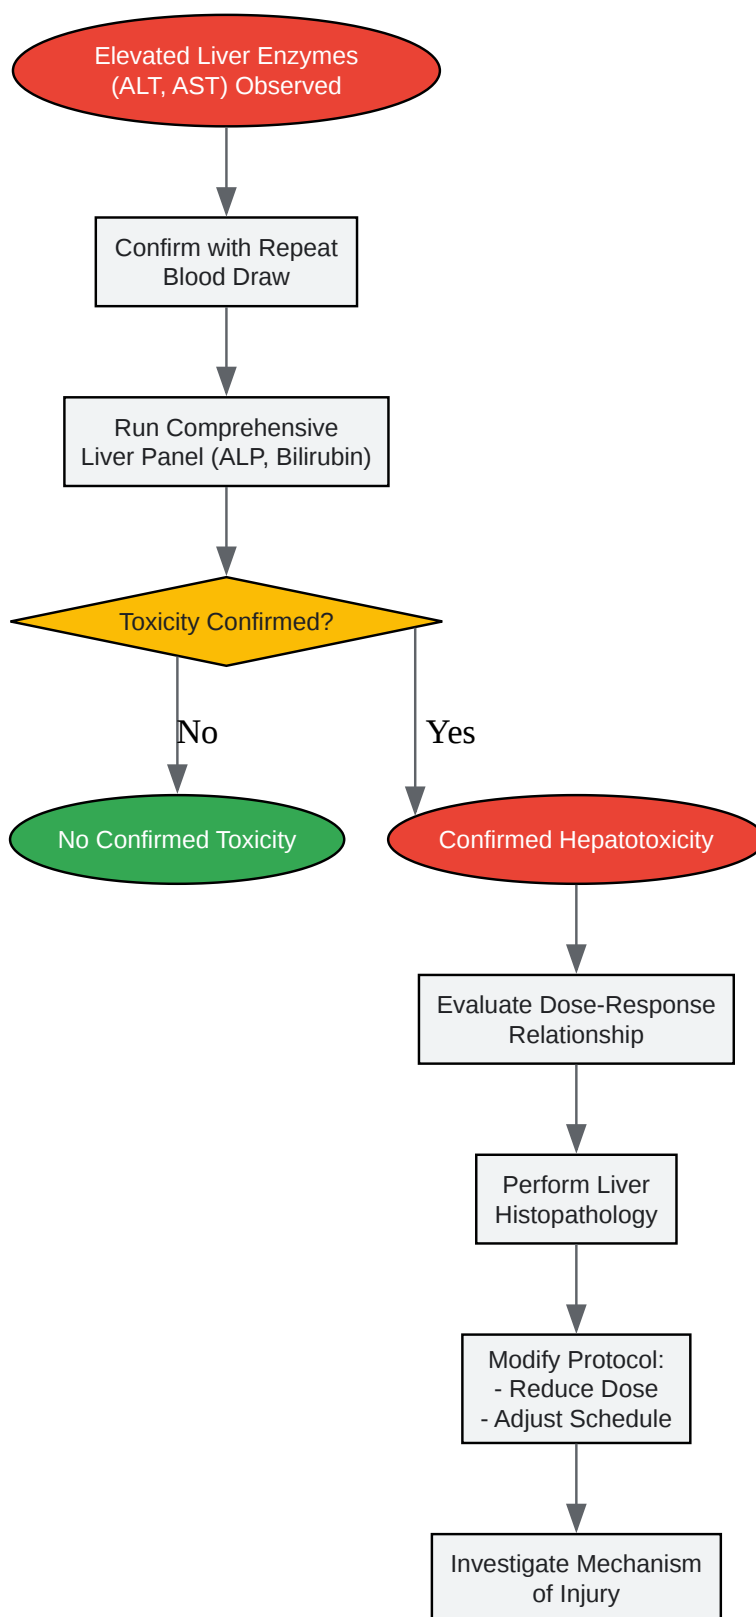 Elevated Liver Enzymes
(ALT, AST) Observed
Confirm with Repeat
Blood Draw
Run Comprehensive
Liver Panel (ALP, Bilirubin)
Toxicity Confirmed?
No
Yes
No Confirmed Toxicity
Confirmed Hepatotoxicity
Evaluate Dose-Response
Relationship
Perform Liver
Histopathology
Modify Protocol:
- Reduce Dose
- Adjust Schedule
Investigate Mechanism
of Injury